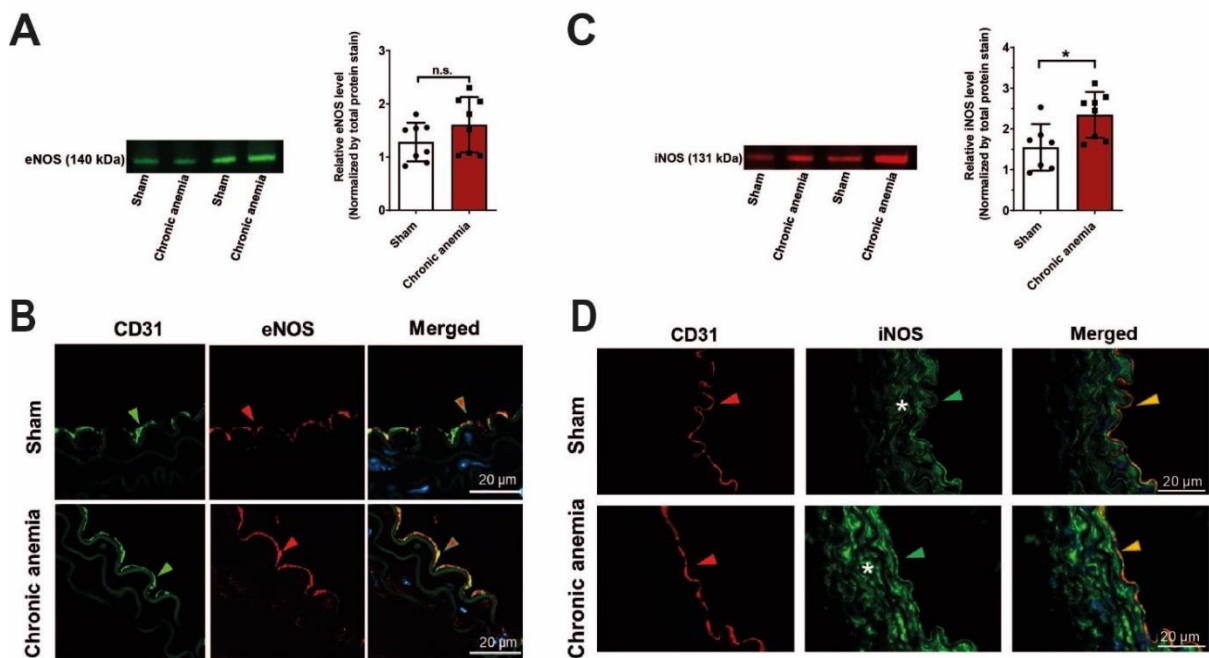 A
Relative eNOS level
(Normalized by total protein stain)
3
2
1
0
n.s.
eNOS (140 kDa)
Sham
Chronic anemia
Sham
Chronic anemia
Sham
Chronic anemia
C
Relative iNOS level
(Normalized by total protein stain)
4
3
2
1
0
*
iNOS (131 kDa)
Sham
Chronic anemia
Sham
Chronic anemia
Sham
Chronic anemia
B
CD31 eNOS Merged
Sham
20 µm
Chronic anemia
20 µm
D
CD31 iNOS Merged
Sham
*
20 µm
Chronic anemia
*
20 µm